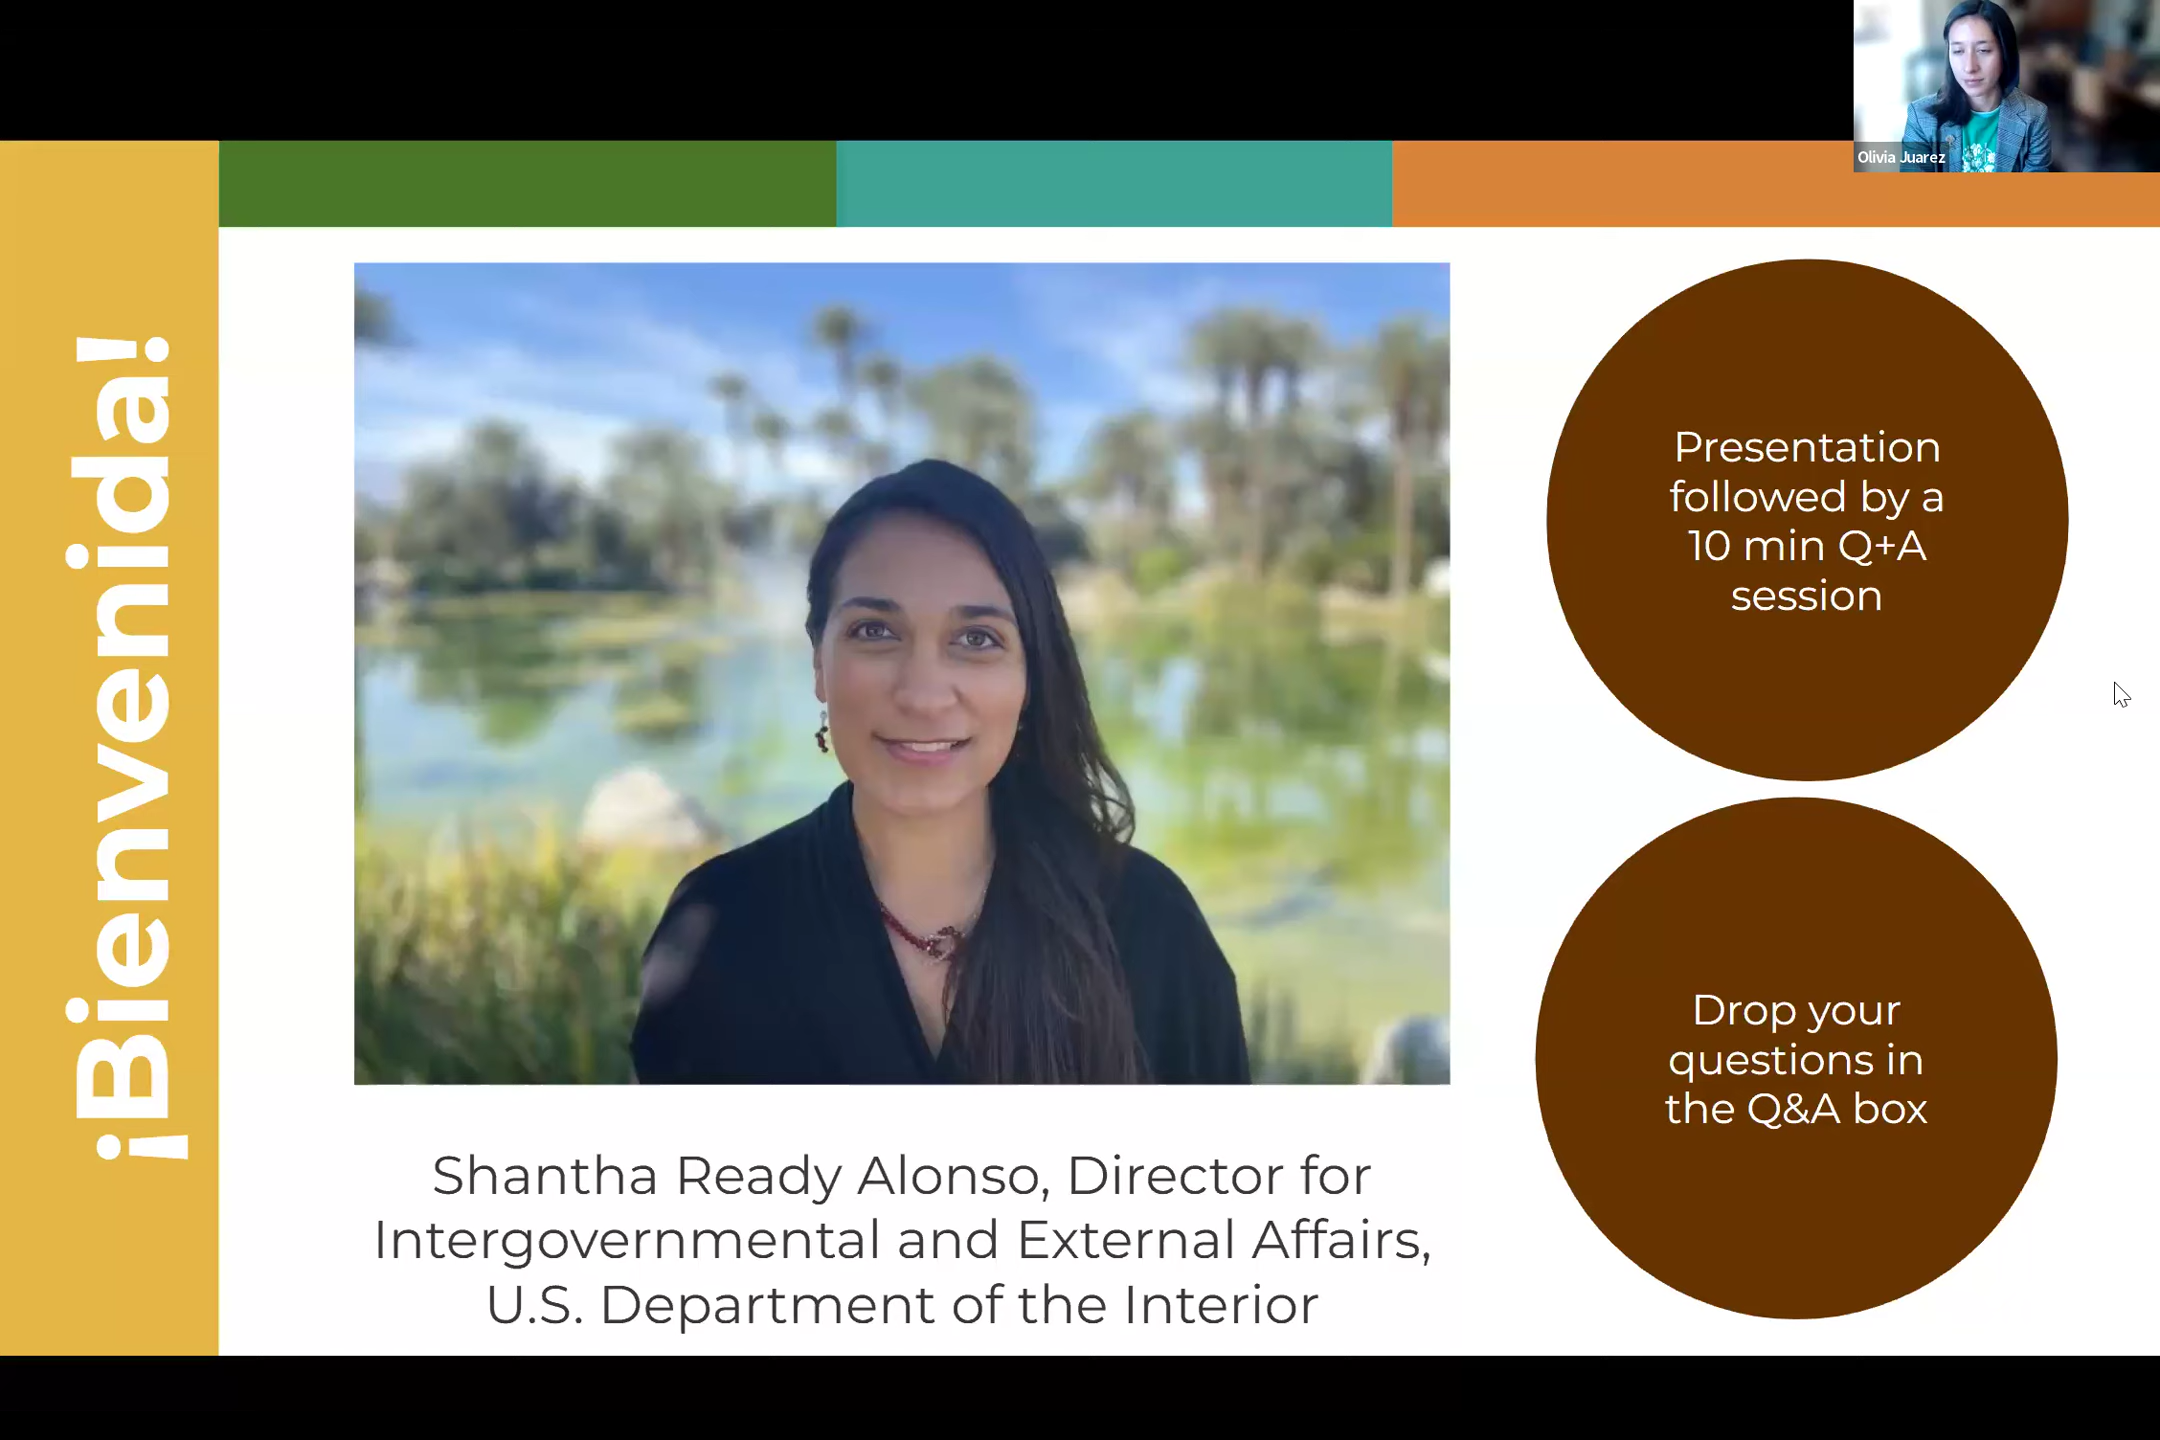 Olivia Juarez
¡Bienvenida!
Presentation
followed by a
10 min Q+A
session
Drop your
questions in
the Q&A box
Shantha Ready Alonso, Director for
Intergovernmental and External Affairs,
U.S. Department of the Interior